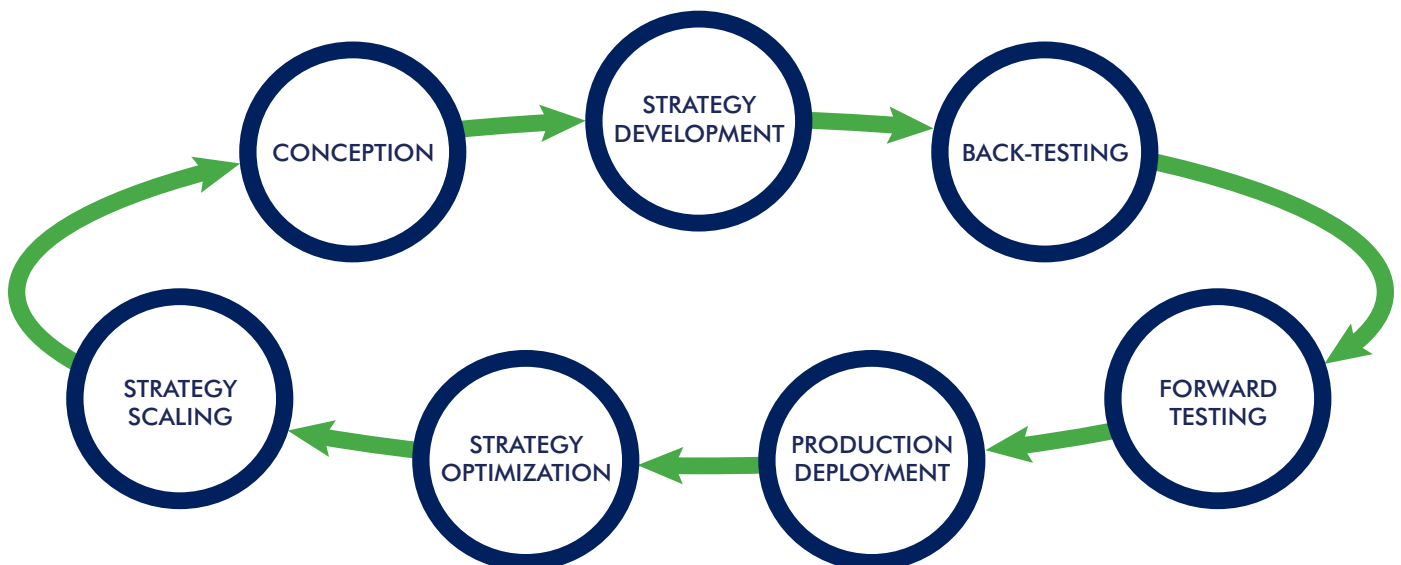 CONCEPTION
STRATEGY
DEVELOPMENT
BACK-TESTING
FORWARD
TESTING
PRODUCTION
DEPLOYMENT
STRATEGY
OPTIMIZATION
STRATEGY
SCALING